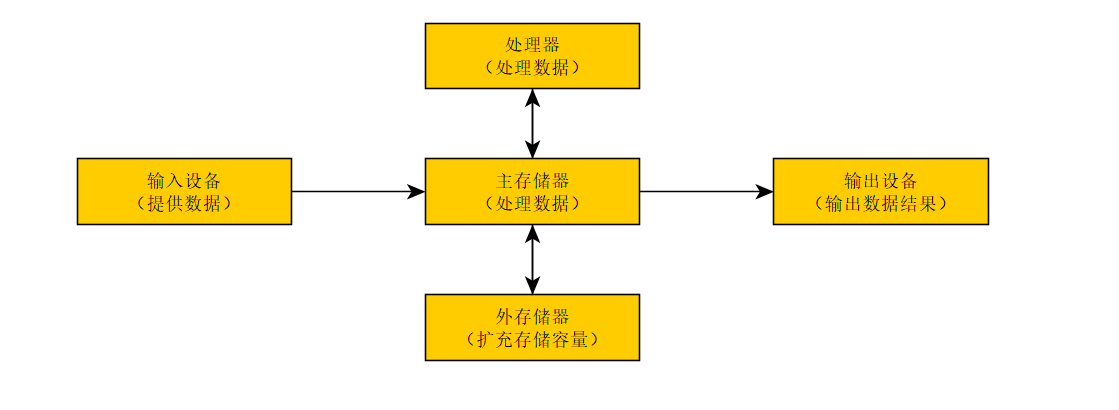 处理器
（处理数据）
输入设备
（提供数据）
主存储器
（处理数据）
输出设备
（输出数据结果）
外存储器
（扩充存储容量）